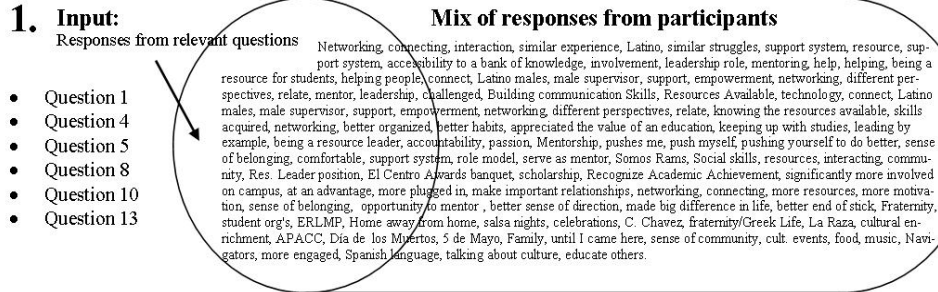 1. Input:
Responses from relevant questions
• Question 1
• Question 4
• Question 5
• Question 8
• Question 10
• Question 13
Mix of responses from participants
Networking, connecting, interaction, similar experience, Latino, similar struggles, support system, resource, sup-
port system, accessibility to a bank of knowledge, involvement, leadership role, mentoring, help, helping, being a
resource for students, helping people, connect, Latino males, male supervisor, support, empowerment, networking, different per-
spectives, relate, mentor, leadership, challenged, Building communication Skills, Resources Available, technology, connect, Latino
males, male supervisor, support, empowerment, networking, different perspectives, relate, knowing the resources available, skills
acquired, networking, better organized, better habits, appreciated the value of an education, keeping up with studies, leading by
example, being a resource leader, accountability, passion, Mentorship, pushes me, push myself, pushing yourself to do better, sense
of belonging, comfortable, support system, role model, serve as mentor, Somos Rams, Social skills, resources, interacting, commu-
nity, Res. Leader position, El Centro Awards banquet, scholarship, Recognize Academic Achievement, significantly more involved
on campus, at an advantage, more plugged in, make important relationships, networking, connecting, more resources, more motiva-
tion, sense of belonging, opportunity to mentor , better sense of direction, made big difference in life, better end of stick, Fraternity,
student org's, ERLMP, Home away from home, salsa nights, celebrations, C. Chavez, fraternity/Greek Life, La Raza, cultural en-
richment, APACC, Día de los Muertos, 5 de Mayo, Family, until I came here, sense of community, cult. events, food, music, Navi-
gators, more engaged, Spanish language, talking about culture, educate others.